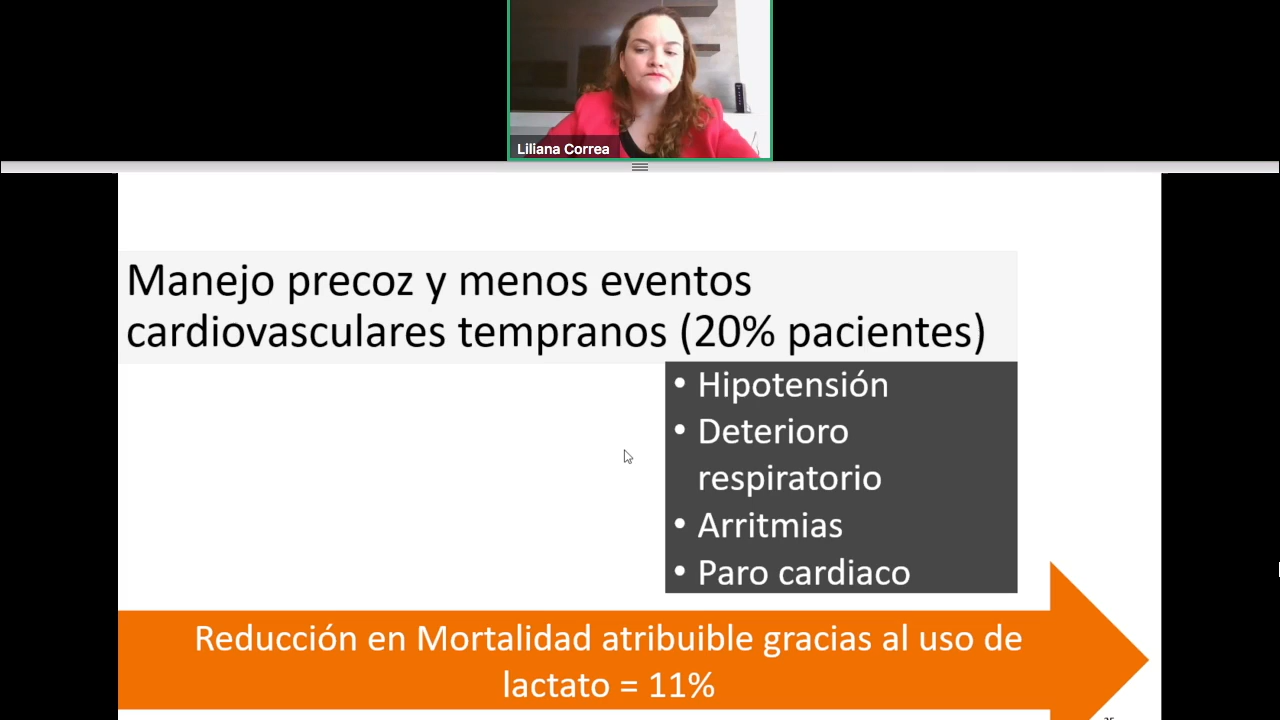 Liliana Correa
Manejo precoz y menos eventos
cardiovasculares tempranos (20% pacientes)
• Hipotensión
• Deterioro
respiratorio
• Arritmias
• Paro cardiaco
Reducción en Mortalidad atribuible gracias al uso de
lactato = 11%